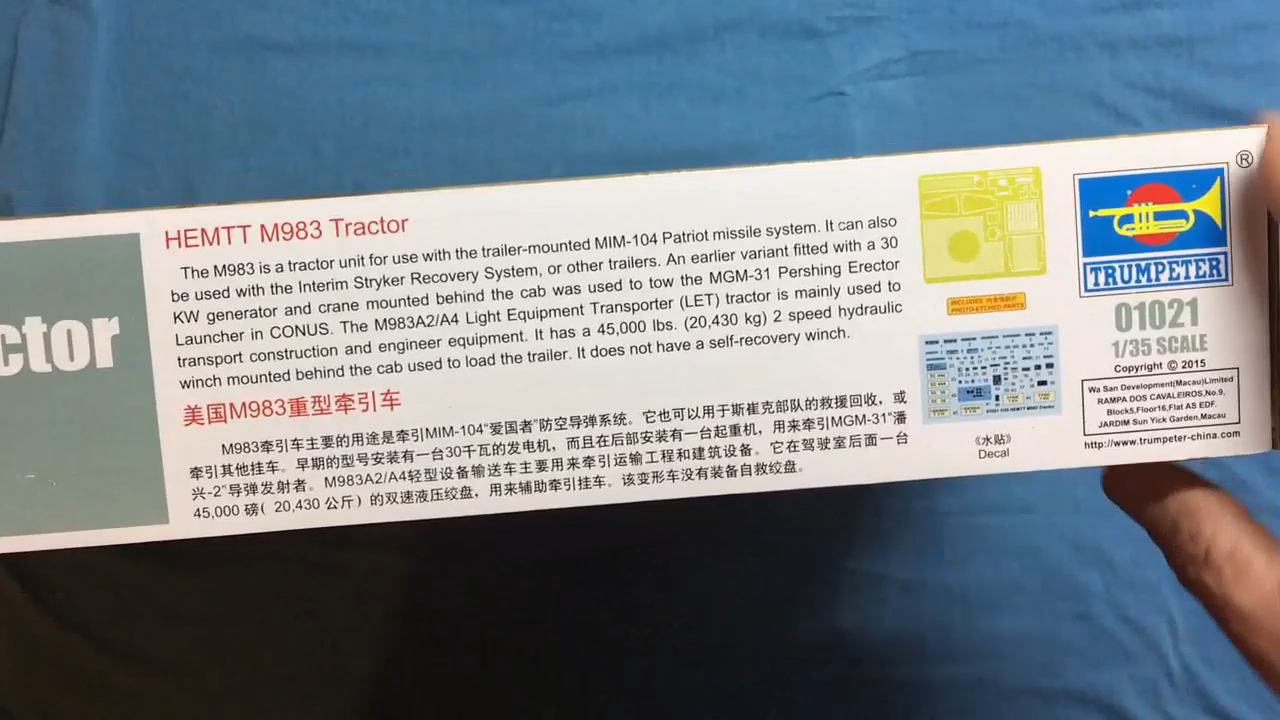 ctor
HEMTT M983 Tractor
The M983 is a tractor unit for use with the trailer-mounted MIM-104 Patriot missile system. It can also
be used with the Interim Stryker Recovery System, or other trailers. An earlier variant fitted with a 30
KW generator and crane mounted behind the cab was used to tow the MGM-31 Pershing Erector
Launcher in CONUS. The M983A2/A4 Light Equipment Transporter (LET) tractor is mainly used to
transport construction and engineer equipment. It has a 45,000 lbs. (20,430 kg) 2 speed hydraulic
winch mounted behind the cab used to load the trailer. It does not have a self-recovery winch.
美国M983重型牵引车
M983牵引车主要的用途是牵引MIM-104“爱国者”防空导弹系统。它也可以用于斯崔克部队的救援回收，或
牵引其他挂车。早期的型号安装有一台30千瓦的发电机，而且在后部安装有一台起重机，用来牵引MGM-31“潘
兴-2”导弹发射者。M983A2/A4轻型设备输送车主要用来牵引运输工程和建筑设备。它在驾驶室后面一台
45,000 磅( 20,430 公斤）的双速液压绞盘，用来辅助牵引挂车。该变形车没有装备自救绞盘。
INCLUDES 内含蚀刻片
PHOTO-ETCHED PARTS
《水贴》
Decal
®
TRUMPETER
01021
1/35 SCALE
Copyright © 2015
Wa San Development(Macau)Limited
RAMPA DOS CAVALEIROS,No.9,
Block5,Floor16,Flat AS EDF.
JARDIM Sun Yick Garden,Macau
http://www.trumpeter-china.com